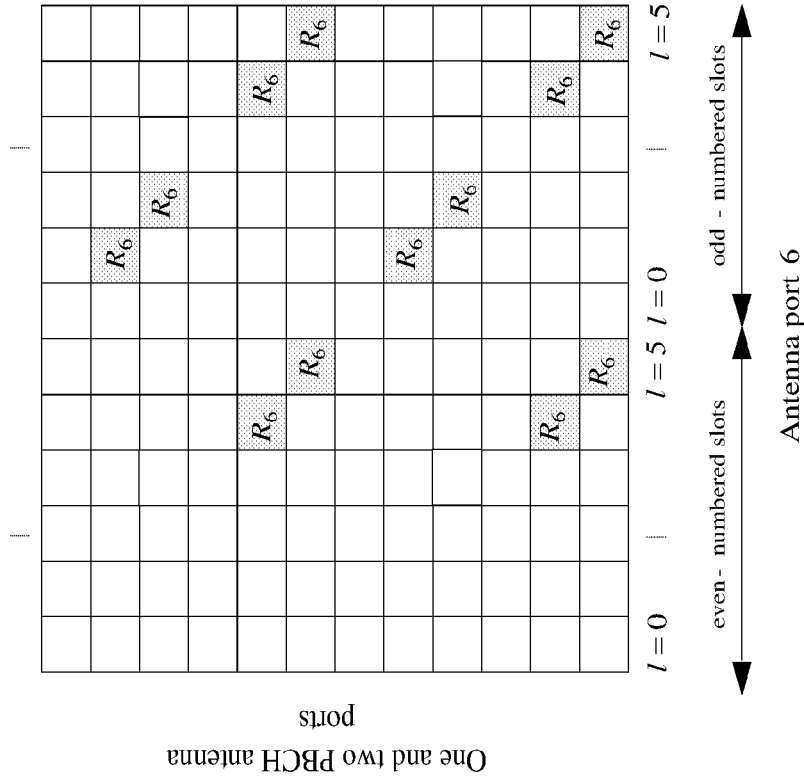 One and two PBCH antenna
ports
R6
R6
R6 R6
R6 R6
R6
R6
R6 R6
R6 R6
l = 0 l = 5 l = 0 l = 5
even - numbered slots odd - numbered slots
Antenna port 6